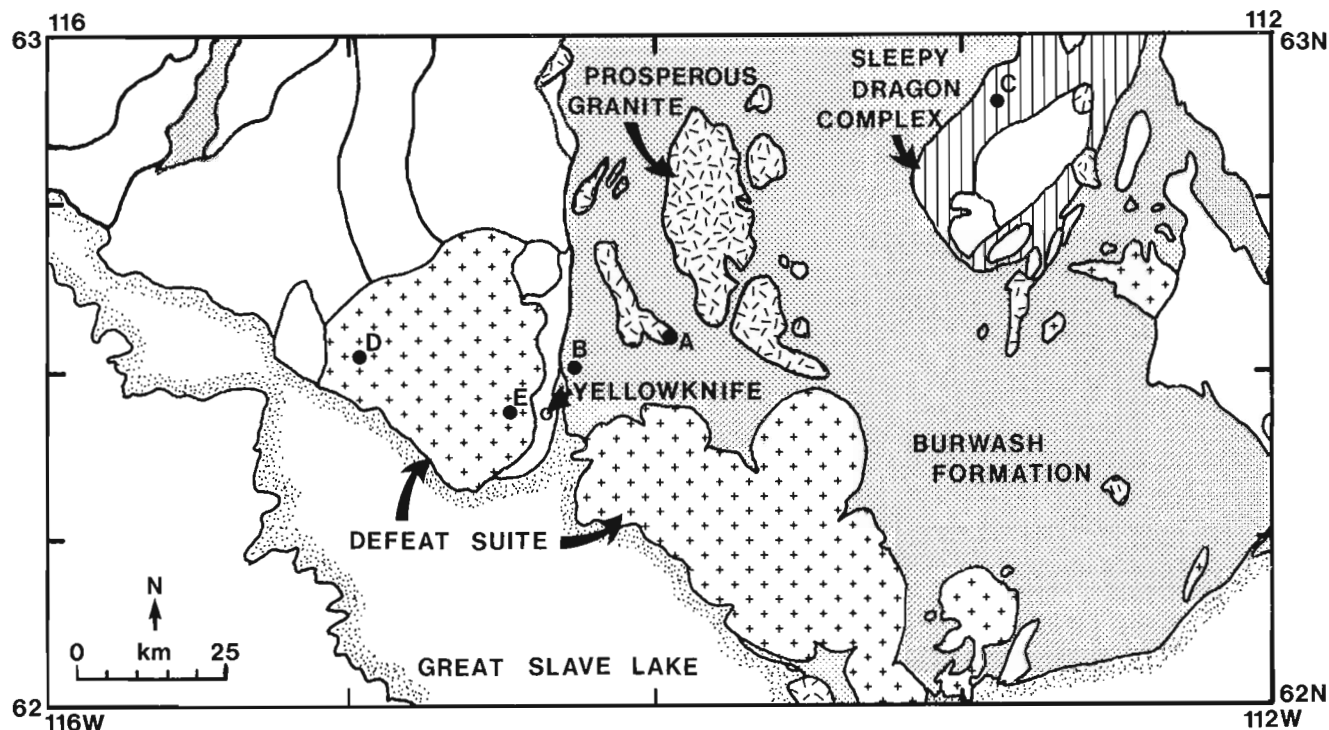 116
112
63
63N
PROSPEROUS
GRANITE
SLEEPY
DRAGON
COMPLEX
C
A
B
D
E
YELLOWKNIFE
BURWASH
FORMATION
DEFEAT SUITE
N
0 km 25
GREAT SLAVE LAKE
62
62N
116W
112W